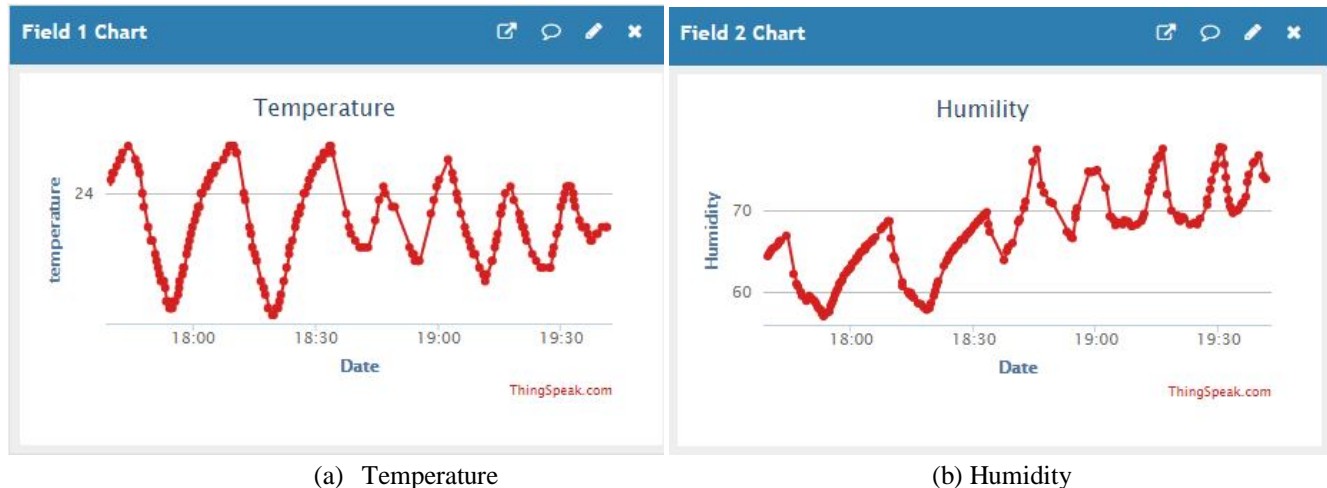 Field 1 Chart
Temperature
temperature
24
18:00 18:30 19:00 19:30
Date
ThingSpeak.com
(a) Temperature
Field 2 Chart
Humility
Humidity
70
60
18:00 18:30 19:00 19:30
Date
ThingSpeak.com
(b) Humidity